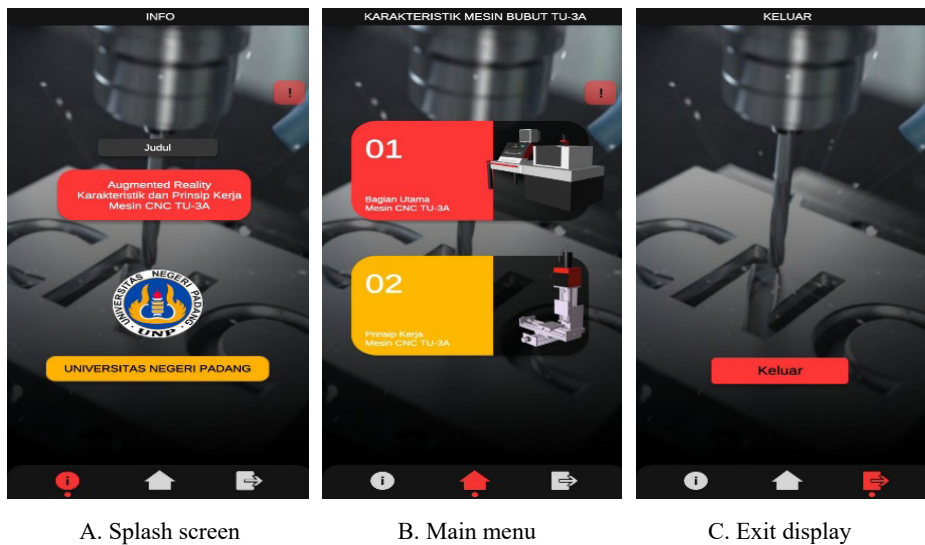 INFO
!
Judul
Augmented Reality
Karakteristik dan Prinsip Kerja
Mesin CNC TU-3A
UNIVERSITAS NEGERI PADANG
UNP
UNIVERSITAS NEGERI PADANG
i
A. Splash screen
KARAKTERISTIK MESIN BUBUT TU-3A
!
01
Bagian Utama
Mesin CNC TU-3A
02
Prinsip Kerja
Mesin CNC TU-3A
i
B. Main menu
KELUAR
Keluar
i
C. Exit display